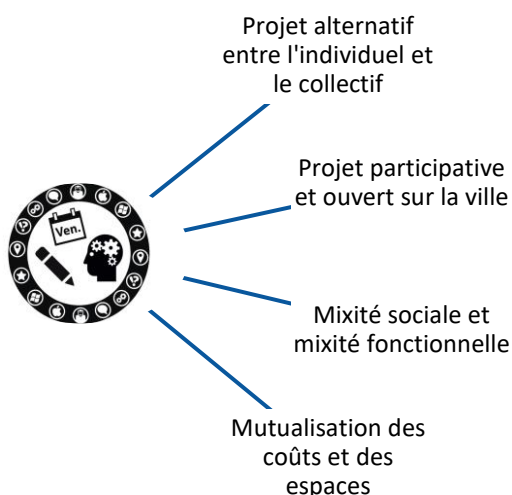 Projet alternatif
entre l'individuel et
le collectif
Projet participative
et ouvert sur la ville
Ven.
Mixité sociale et
mixité fonctionnelle
Mutualisation des
coûts et des
espaces